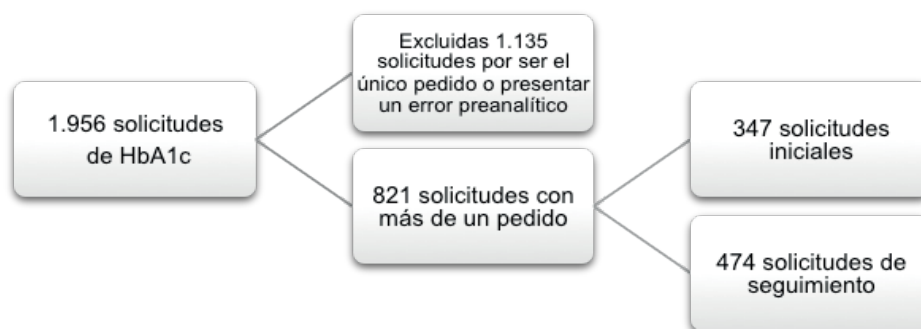 1.956 solicitudes
de HbA1c
Excluidas 1.135
solicitudes por ser el
único pedido o presentar
un error preanalítico
821 solicitudes con
más de un pedido
347 solicitudes
iniciales
474 solicitudes de
seguimiento